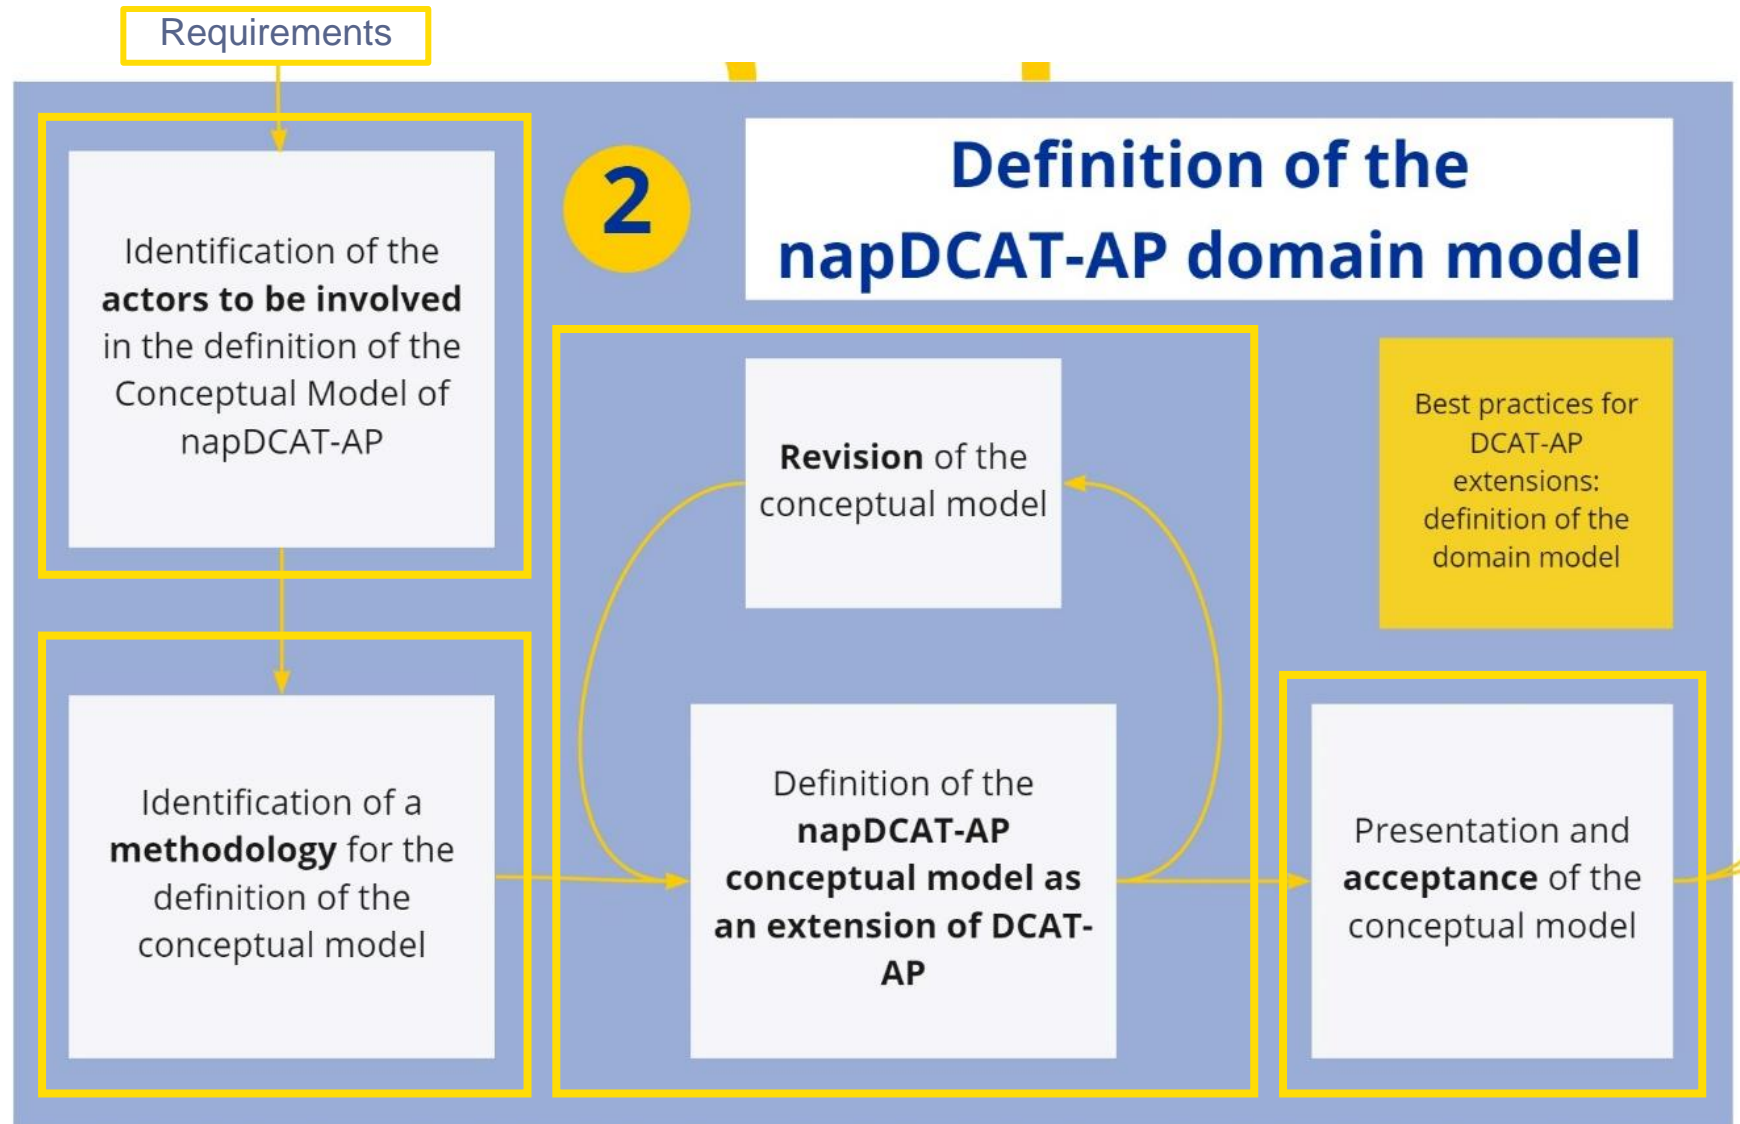 Requirements
Identification of the
actors to be involved
in the definition of the
Conceptual Model of
napDCAT-AP
2
Definition of the
napDCAT-AP domain model
Revision of the
conceptual model
Best practices for
DCAT-AP
extensions:
definition of the
domain model
Identification of a
methodology for the
definition of the
conceptual model
Definition of the
napDCAT-AP
conceptual model as
an extension of DCAT-
AP
Presentation and
acceptance of the
conceptual model